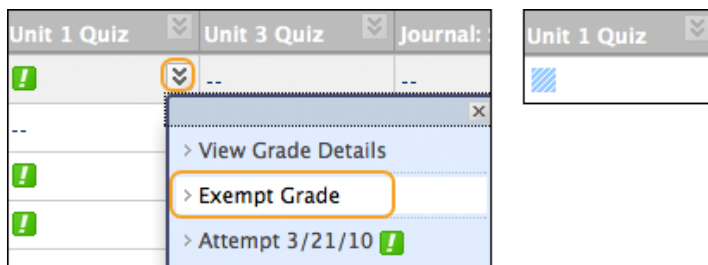 Unit 1 Quiz Unit 3 Quiz Journal:
! -- --
--
!
!
× 
> View Grade Details
> Exempt Grade
> Attempt 3/21/10 !
Unit 1 Quiz